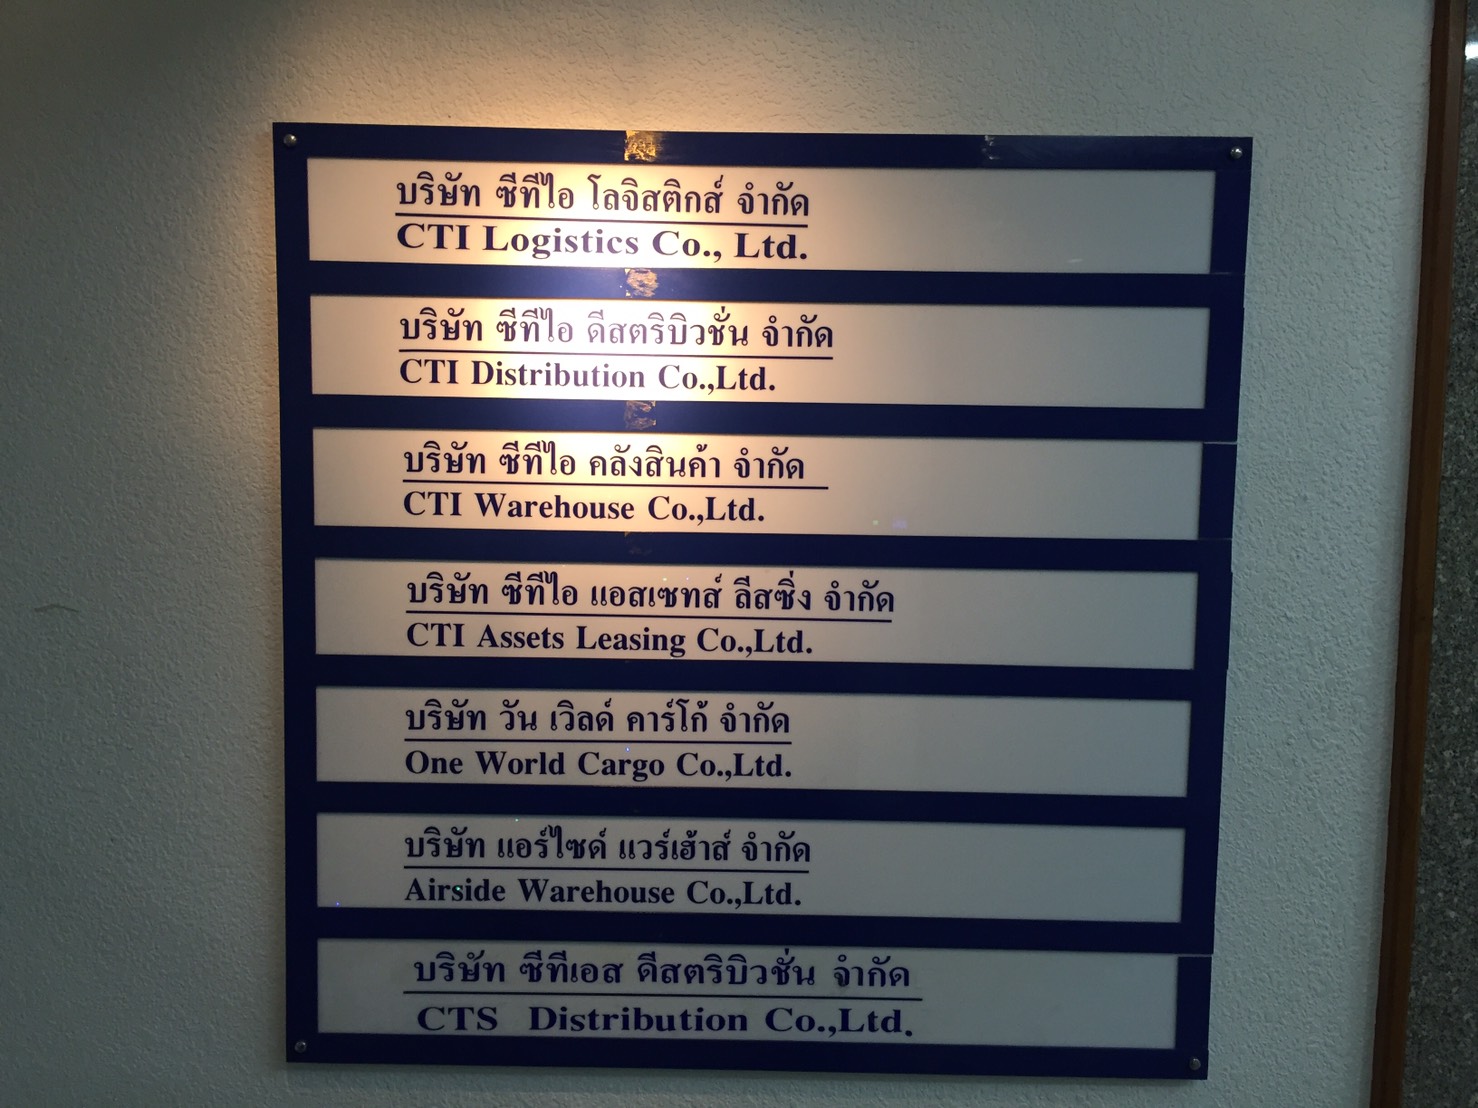 บริษัท ซีทีไอ โลจิสติกส์ จำกัด
CTI Logistics Co., Ltd.
บริษัท ซีทีไอ ดีสตริบิวชั่น จำกัด
CTI Distribution Co.,Ltd.
บริษัท ซีทีไอ คลังสินค้า จำกัด
CTI Warehouse Co.,Ltd.
บริษัท ซีทีไอ แอสเซทส์ ลีสซิ่ง จำกัด
CTI Assets Leasing Co.,Ltd.
บริษัท วัน เวิลด์ คาร์โก้ จำกัด
One World Cargo Co.,Ltd.
บริษัท แอร์ไซด์ แวร์เฮ้าส์ จำกัด
Airside Warehouse Co.,Ltd.
บริษัท ซีทีเอส ดีสตริบิวชั่น จำกัด
CTS Distribution Co.,Ltd.